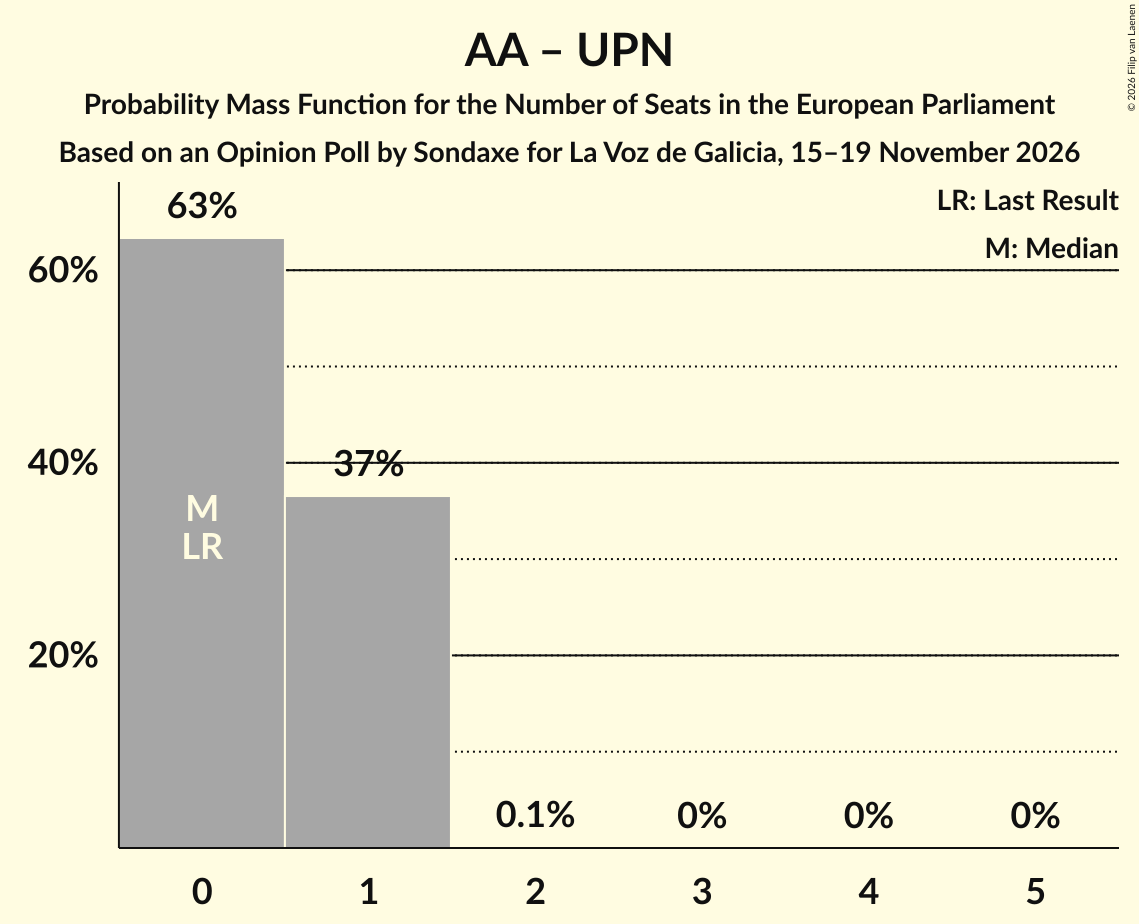 AA – UPN
Probability Mass Function for the Number of Seats in the European Parliament
Based on an Opinion Poll by Sondaxe for La Voz de Galicia, 15–19 November 2026
© 2026 Filip van Laenen
LR: Last Result
M: Median
63%
60%
40%
37%
M
LR
20%
0.1%
0%
0%
0%
0
1
2
3
4
5